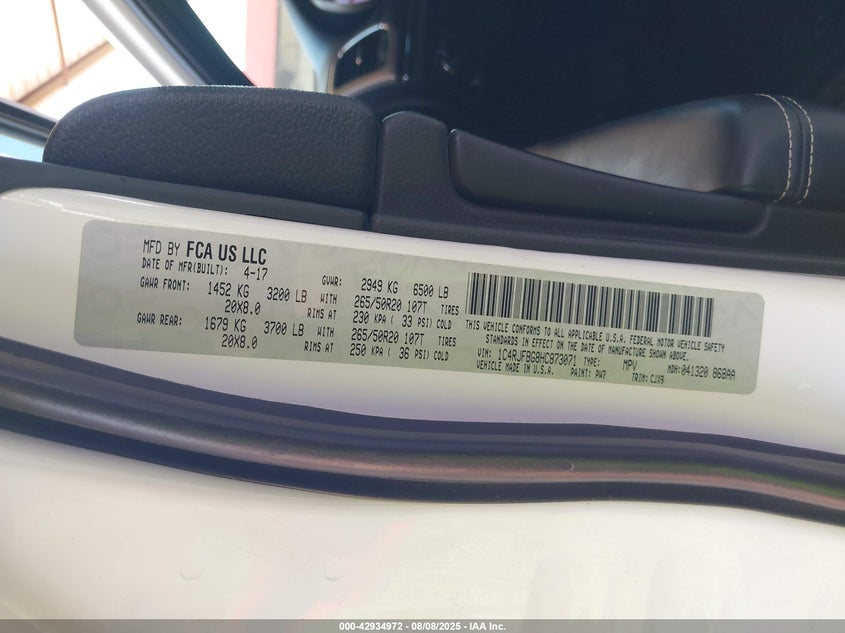 MFD BY FCA US LLC
DATE OF MFR(BUILT): 4-17 GVWR: 2949 KG 6500 LB
GAWR FRONT: 1452 KG 3200 LB WITH 265/50R20 107T TIRES
20X8.0 RIMS AT 230 KPA ( 33 PSI) COLD
GAWR REAR: 1679 KG 3700 LB WITH 265/50R20 107T TIRES
20X8.0 RIMS AT 250 KPA ( 36 PSI) COLD
THIS VEHICLE CONFORMS TO ALL APPLICABLE U.S.A. FEDERAL MOTOR VEHICLE SAFETY
STANDARDS IN EFFECT ON THE DATE OF MANUFACTURE SHOWN ABOVE.
VIN: 1C4RJFBG8HC873071 TYPE: MPV MDH: 041320 868AA
VEHICLE MADE IN U.S.A. PAINT: PW7 TRIM: CJX9
000-42934972 — 08/08/2025 — IAA Inc.